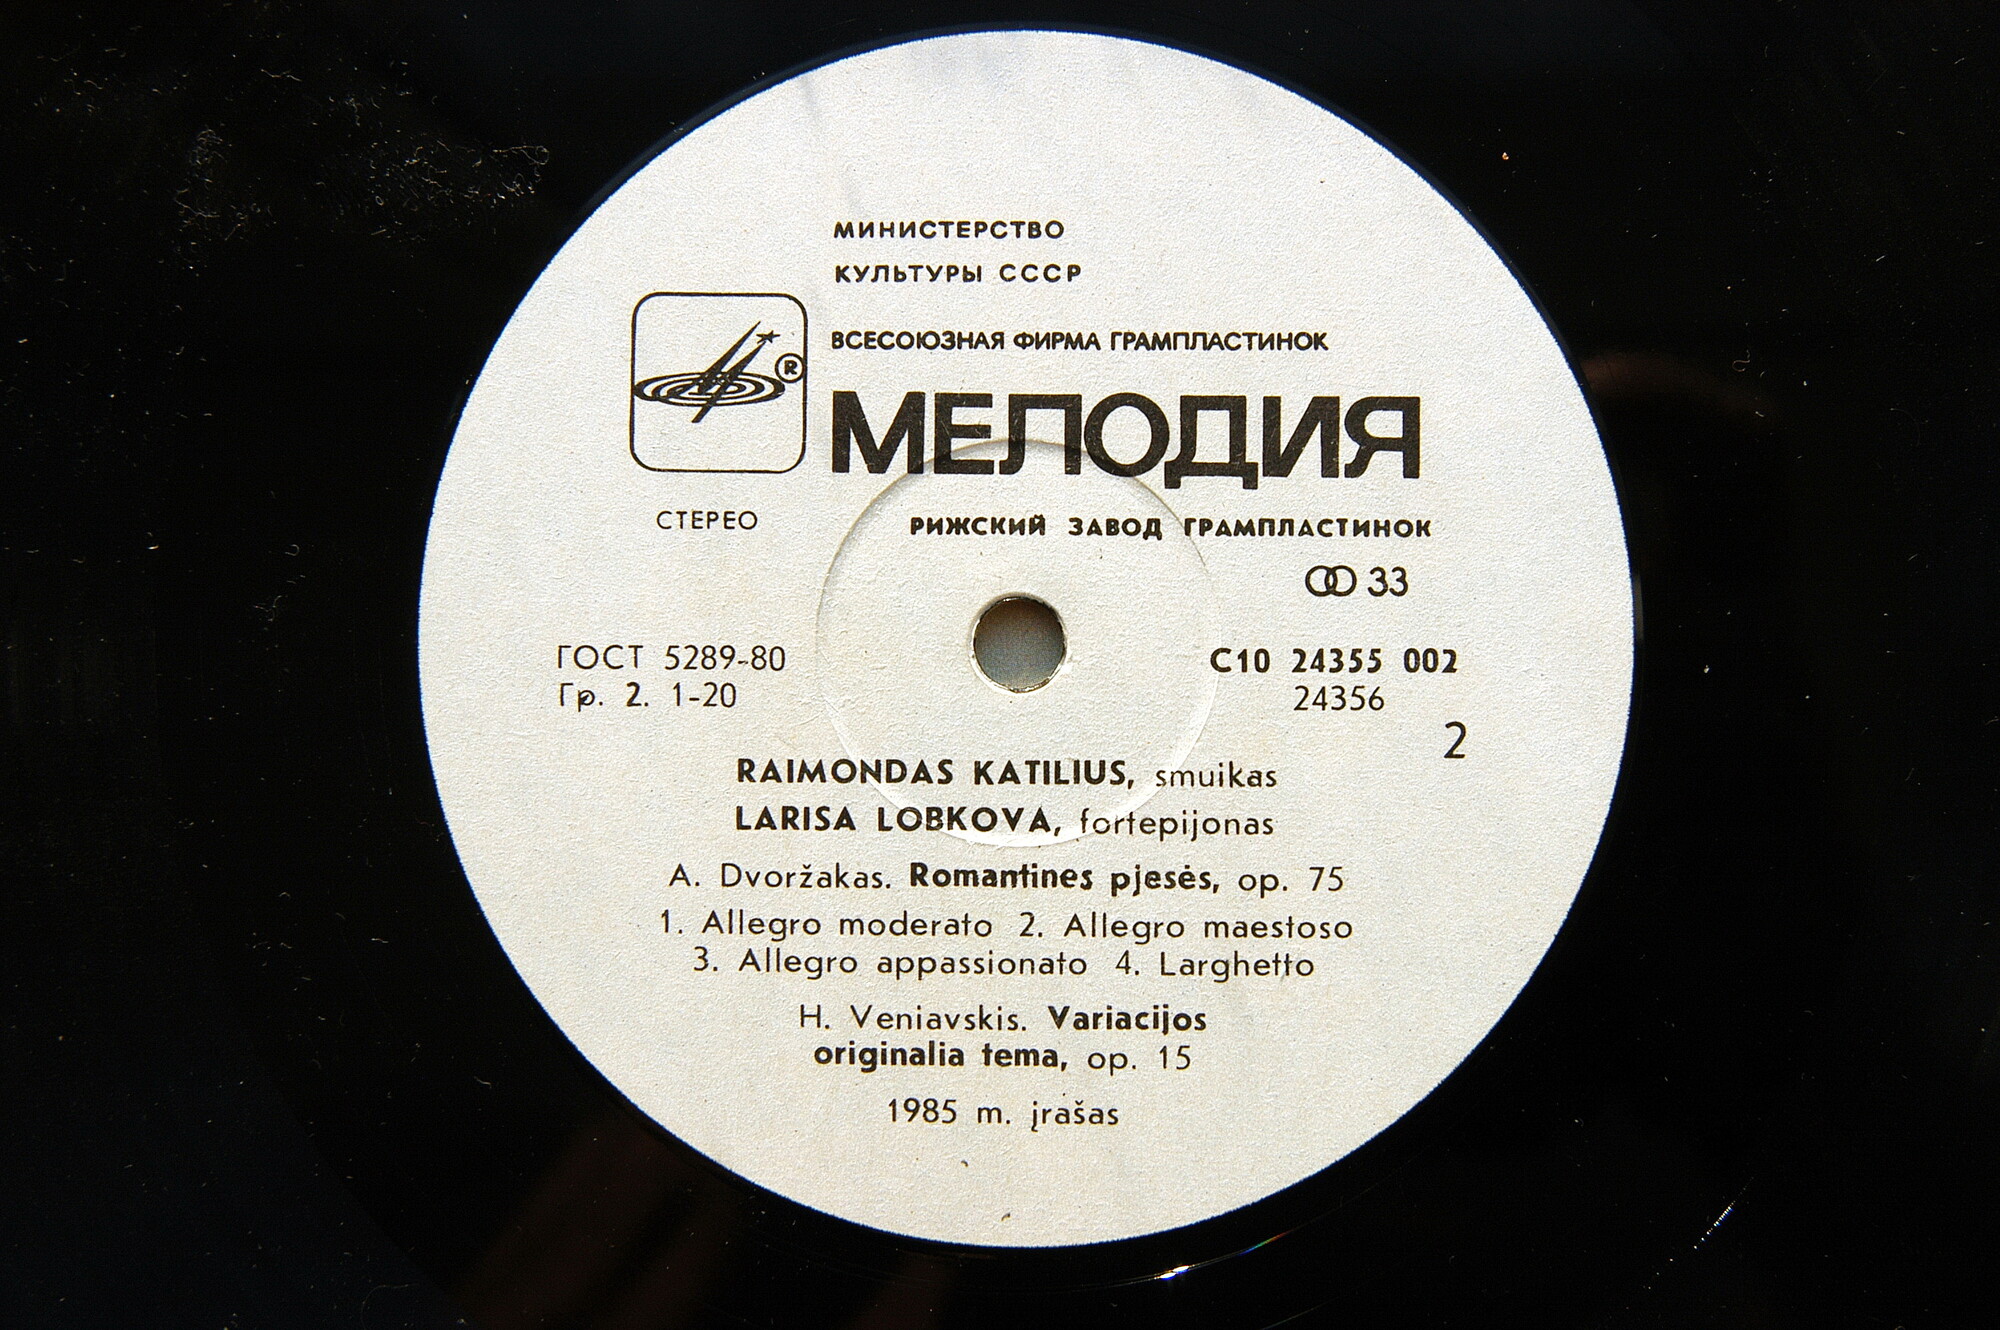 МИНИСТЕРСТВО
КУЛЬТУРЫ СССР
ВСЕСОЮЗНАЯ ФИРМА ГРАМПЛАСТИНОК
®
МЕЛОДИЯ
СТЕРЕО
РИЖСКИЙ ЗАВОД ГРАМПЛАСТИНОК
33
ГОСТ 5289-80
Гр. 2. 1-20
С10 24355 002
24356
2
RAIMONDAS KATILIUS, smuikas
LARISA LOBKOVA, fortepijonas
A. Dvoržakas. Romantines pjesės, op. 75
1. Allegro moderato 2. Allegro maestoso
3. Allegro appassionato 4. Larghetto
H. Veniavskis. Variacijos
originalia tema, op. 15
1985 m. įrašas